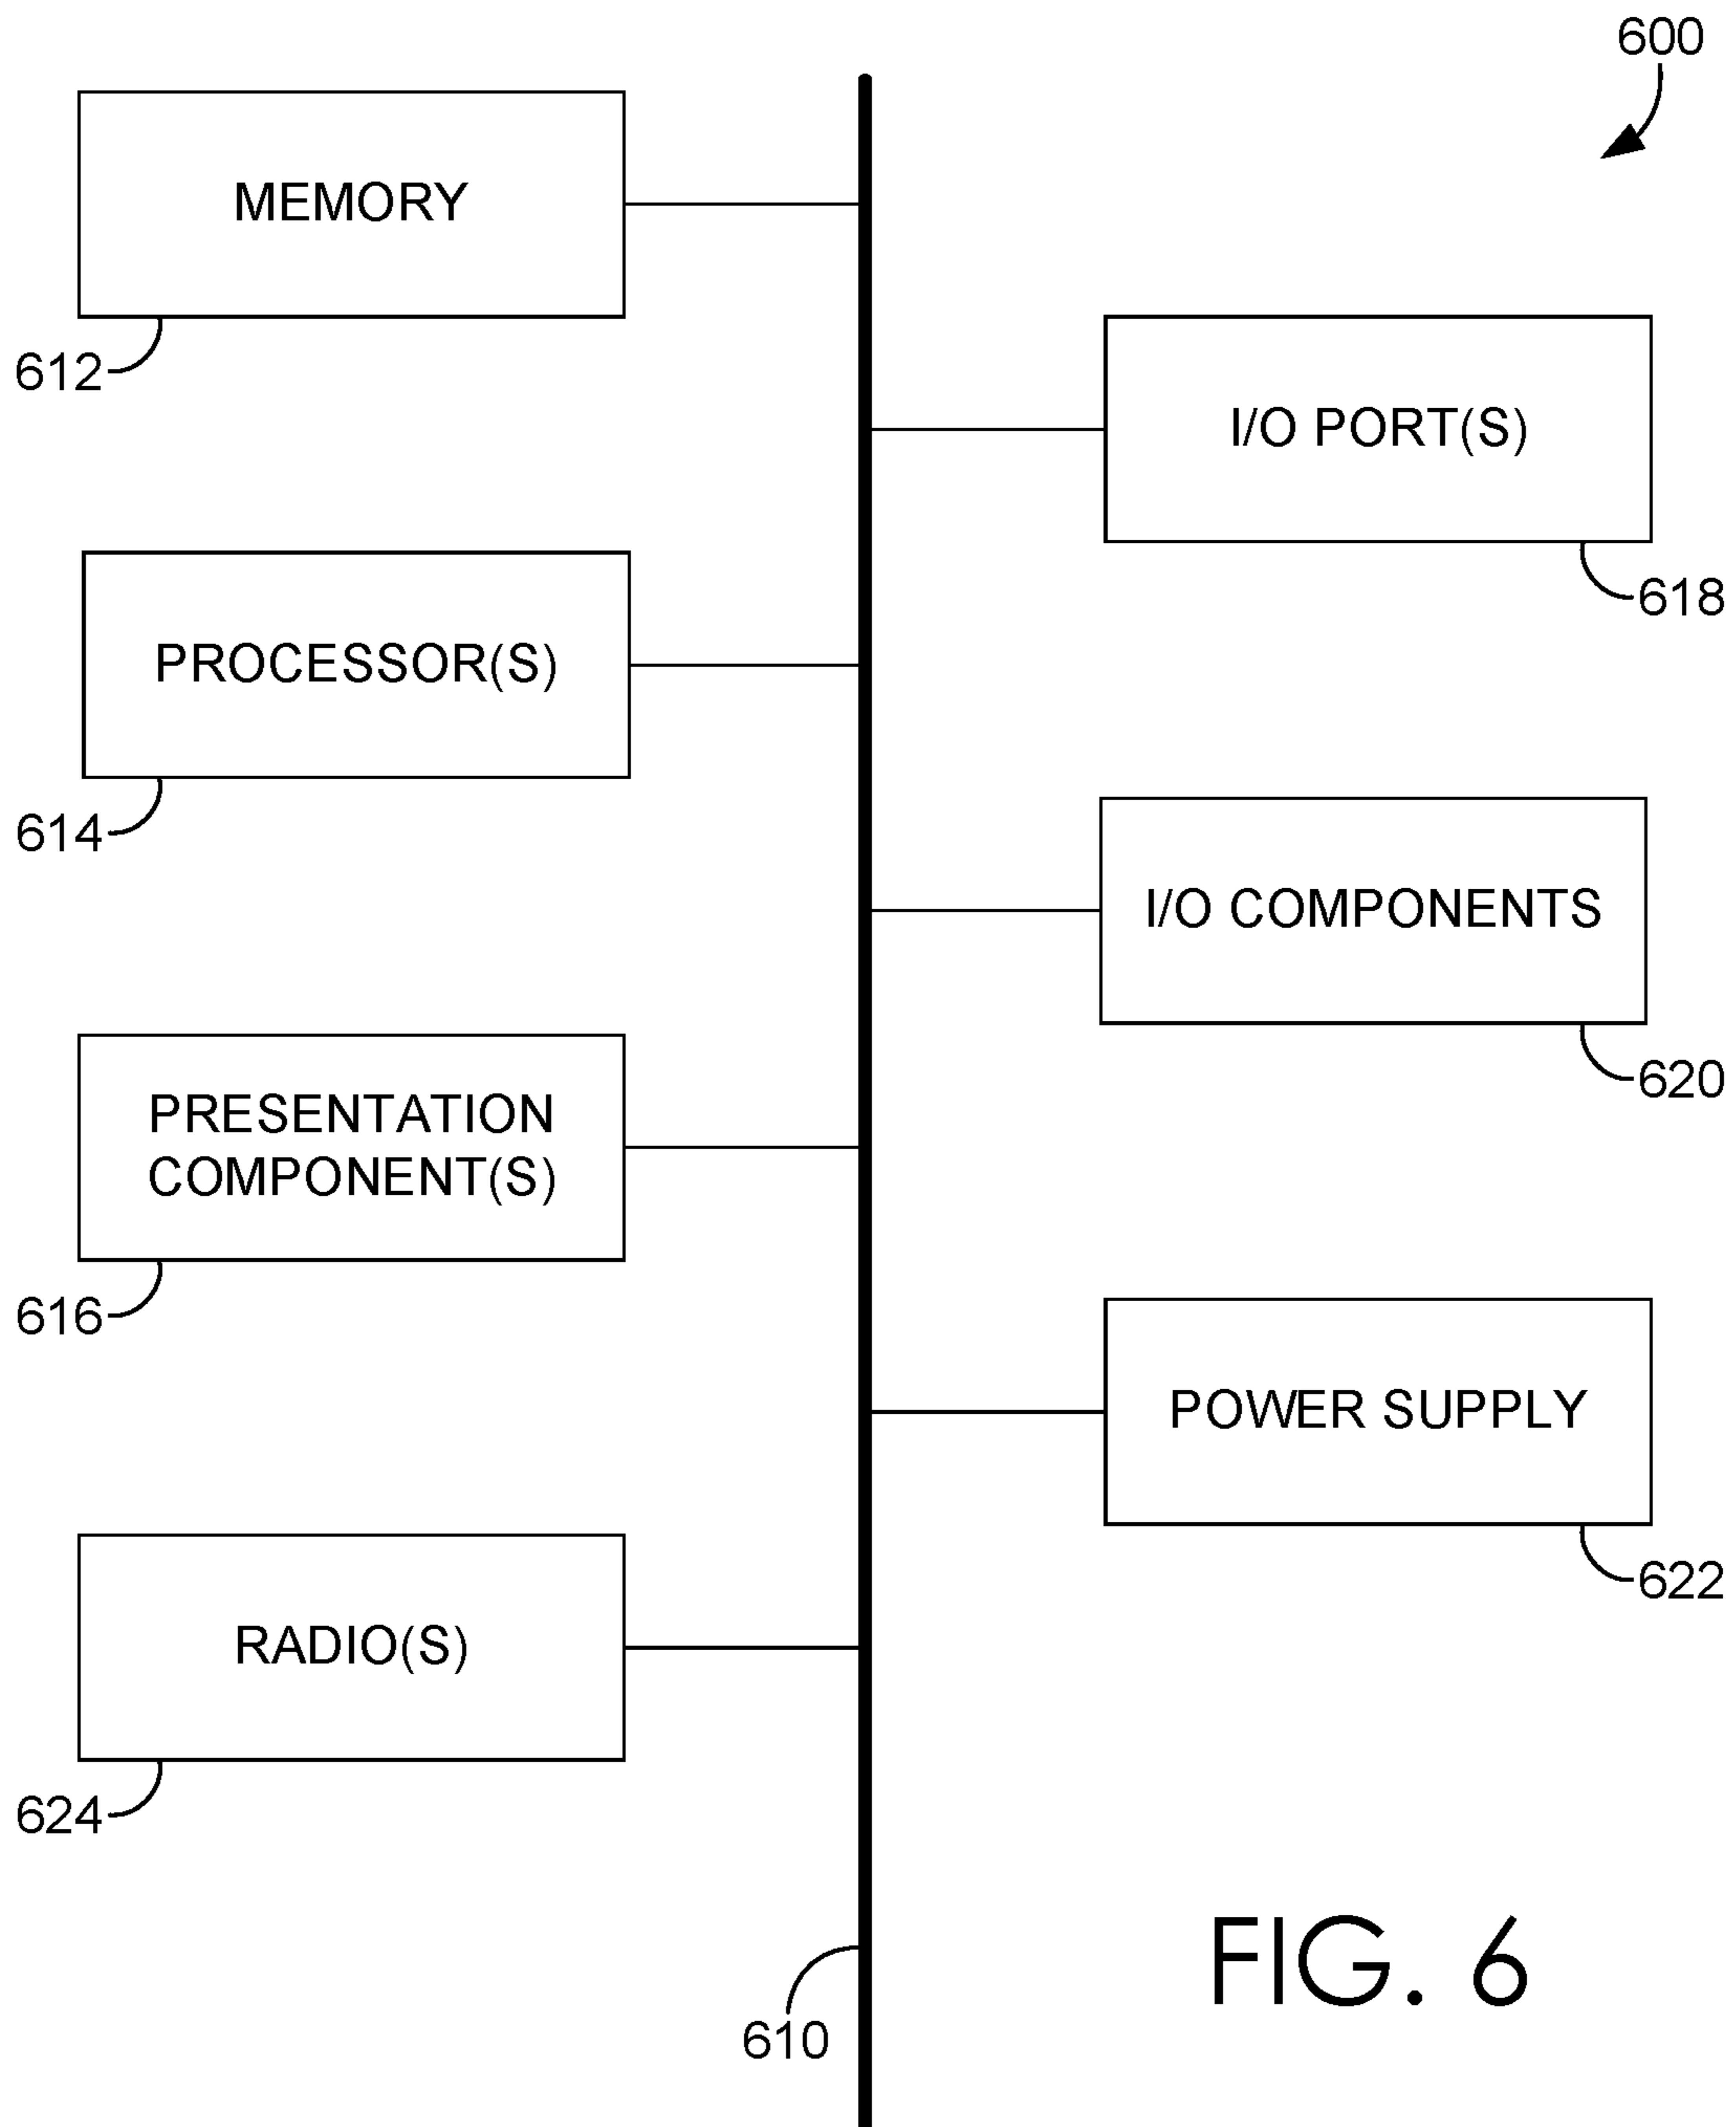 600
MEMORY
612
I/O PORT(S)
618
PROCESSOR(S)
614
I/O COMPONENTS
620
PRESENTATION
COMPONENT(S)
616
POWER SUPPLY
622
RADIO(S)
624
610
FIG. 6